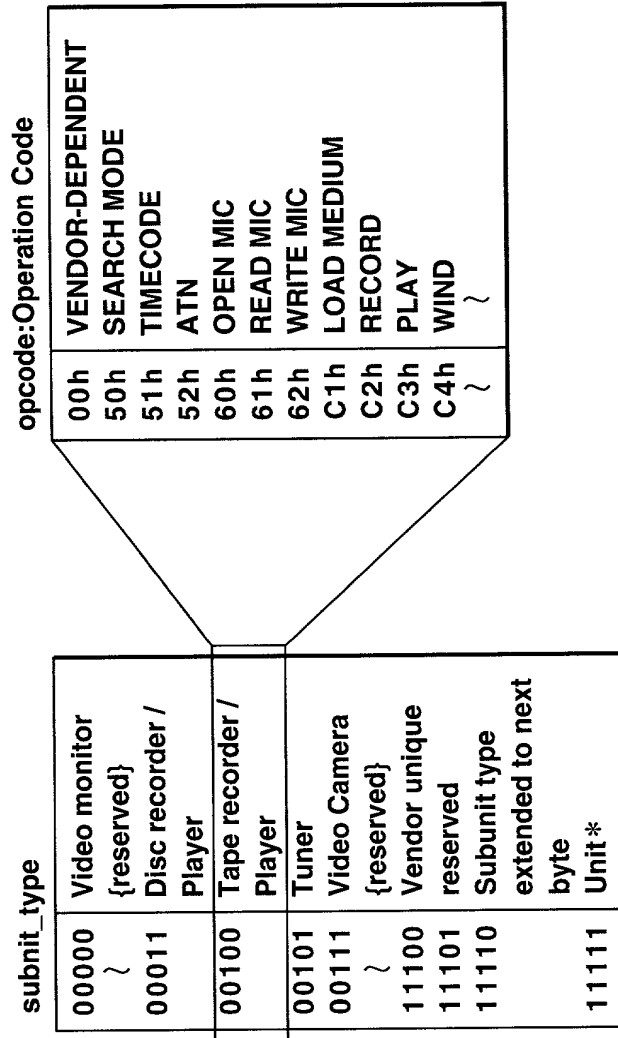 subnit_type
00000 Video monitor
~ {reserved}
00011 Disc recorder /
Player
00100 Tape recorder /
Player
00101 Tuner
00111 Video Camera
~ {reserved}
11100 Vendor unique
11101 reserved
11110 Subunit type
extended to next
byte
11111 Unit*
opcode:Operation Code
00h VENDOR-DEPENDENT
50h SEARCH MODE
51h TIMECODE
52h ATN
60h OPEN MIC
61h READ MIC
62h WRITE MIC
C1h LOAD MEDIUM
C2h RECORD
C3h PLAY
C4h WIND
~ ~